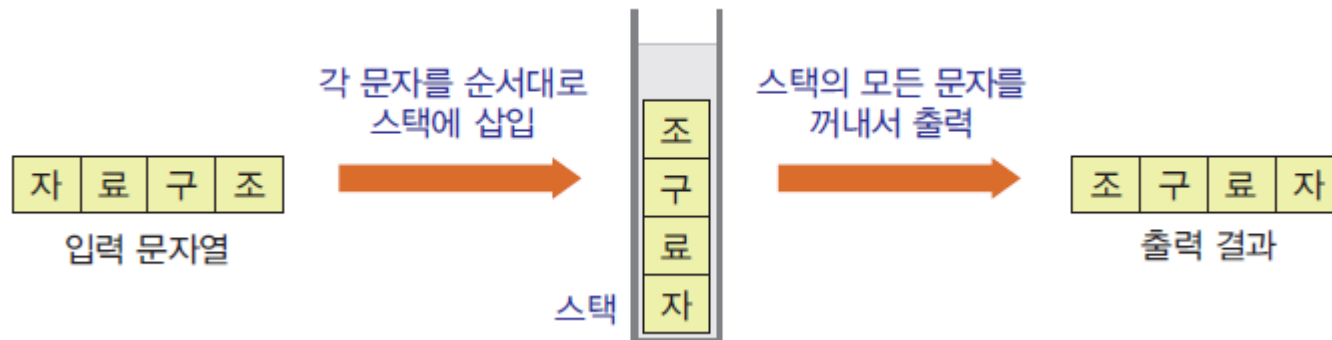 각 문자를 순서대로
스택에 삽입
스택의 모든 문자를
꺼내서 출력
자 료 구 조
입력 문자열
조
구
료
자
스택
조 구 료 자
출력 결과